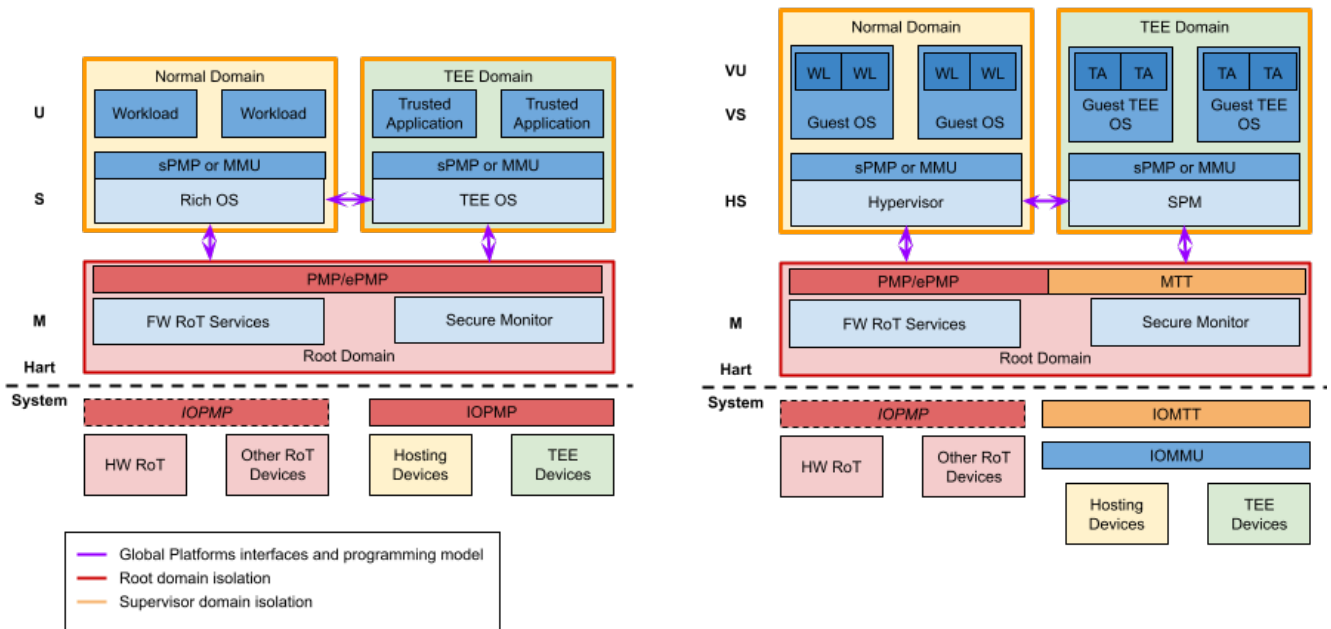 Normal Domain
TEE Domain
U
Workload
Workload
Trusted
Application
Trusted
Application
sPMP or MMU
sPMP or MMU
S
Rich OS
TEE OS
PMP/ePMP
M
FW RoT Services
Secure Monitor
Root Domain
Hart
System
IOPMP
IOPMP
HW RoT
Other RoT
Devices
Hosting
Devices
TEE
Devices
Global Platforms interfaces and programming model
Root domain isolation
Supervisor domain isolation
Normal Domain
TEE Domain
VU
WL
WL
WL
WL
TA
TA
TA
TA
VS
Guest OS
Guest OS
Guest TEE
OS
Guest TEE
OS
sPMP or MMU
sPMP or MMU
HS
Hypervisor
SPM
PMP/ePMP
MTT
M
FW RoT Services
Secure Monitor
Root Domain
Hart
System
IOPMP
IOMTT
HW RoT
Other RoT
Devices
IOMMU
Hosting
Devices
TEE
Devices